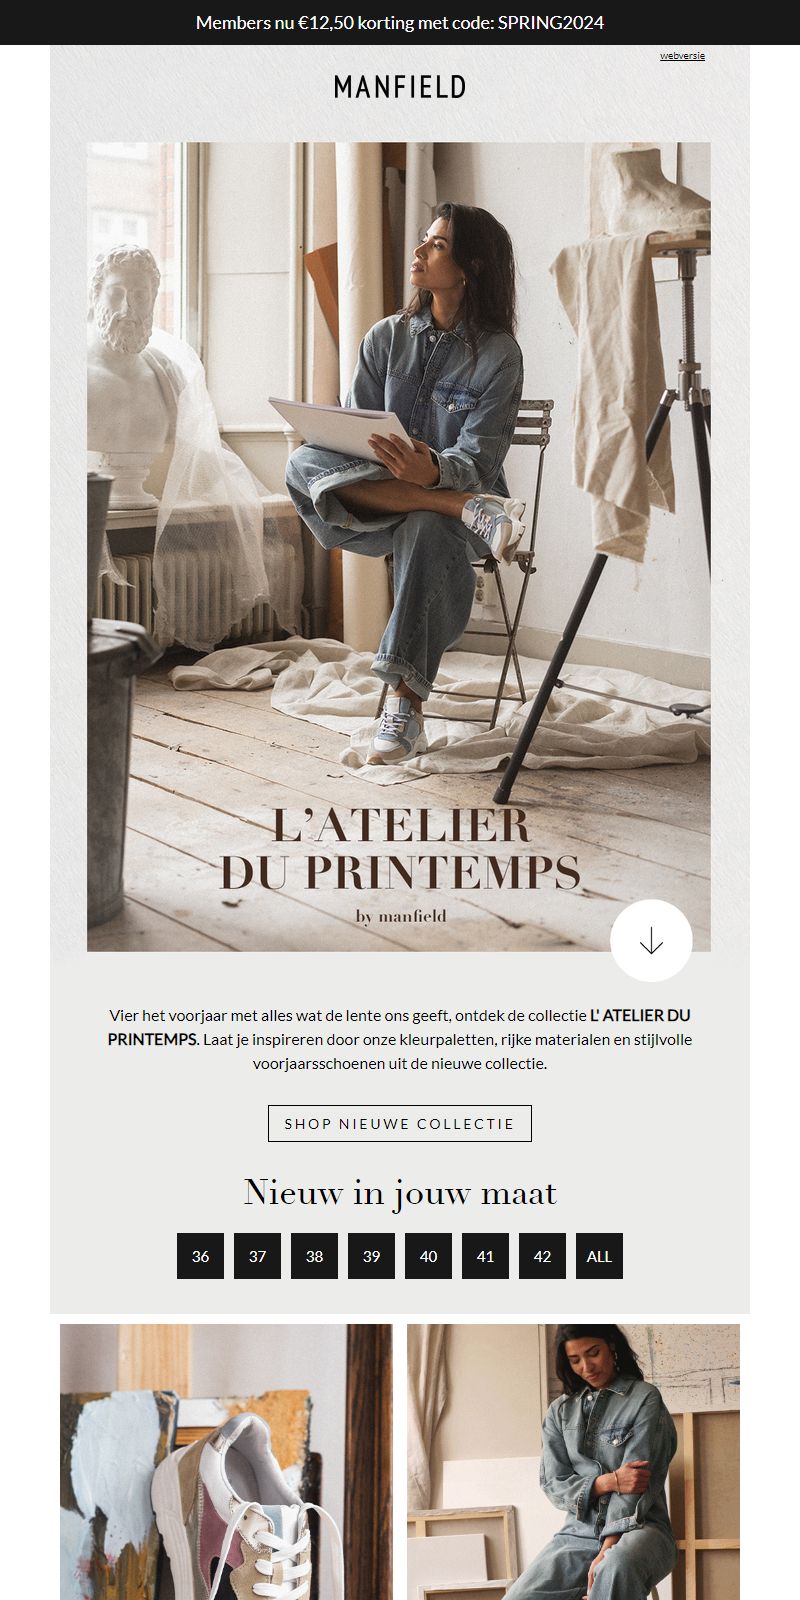 Members nu €12,50 korting met code: SPRING2024
webversie
MANFIELD
L'ATELIER
DU PRINTEMPS
by manfield
Vier het voorjaar met alles wat de lente ons geeft, ontdek de collectie L' ATELIER DU
PRINTEMPS. Laat je inspireren door onze kleurpaletten, rijke materialen en stijlvolle
voorjaarsschoenen uit de nieuwe collectie.
SHOP NIEUWE COLLECTIE
Nieuw in jouw maat
36 37 38 39 40 41 42 ALL